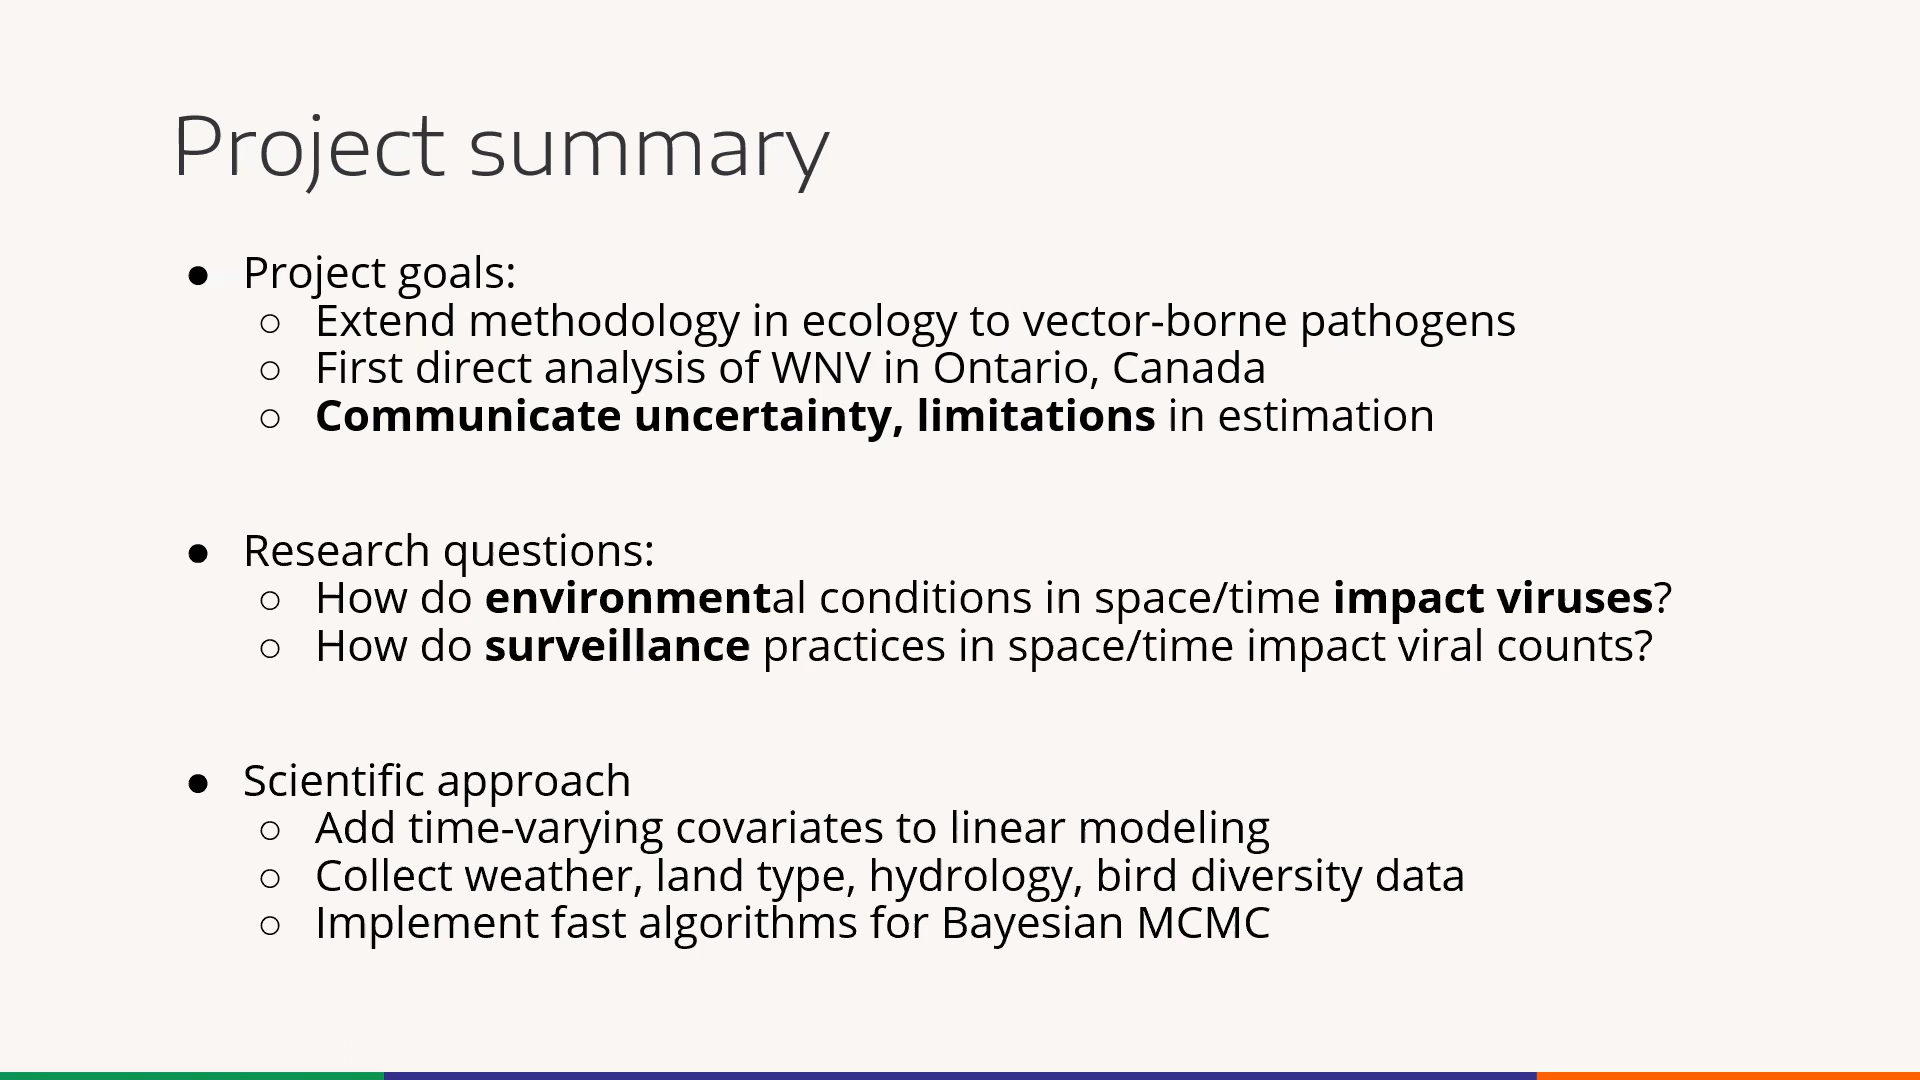 Project summary
● Project goals:
○ Extend methodology in ecology to vector-borne pathogens
○ First direct analysis of WNV in Ontario, Canada
○ Communicate uncertainty, limitations in estimation
● Research questions:
○ How do environmental conditions in space/time impact viruses?
○ How do surveillance practices in space/time impact viral counts?
● Scientific approach
○ Add time-varying covariates to linear modeling
○ Collect weather, land type, hydrology, bird diversity data
○ Implement fast algorithms for Bayesian MCMC